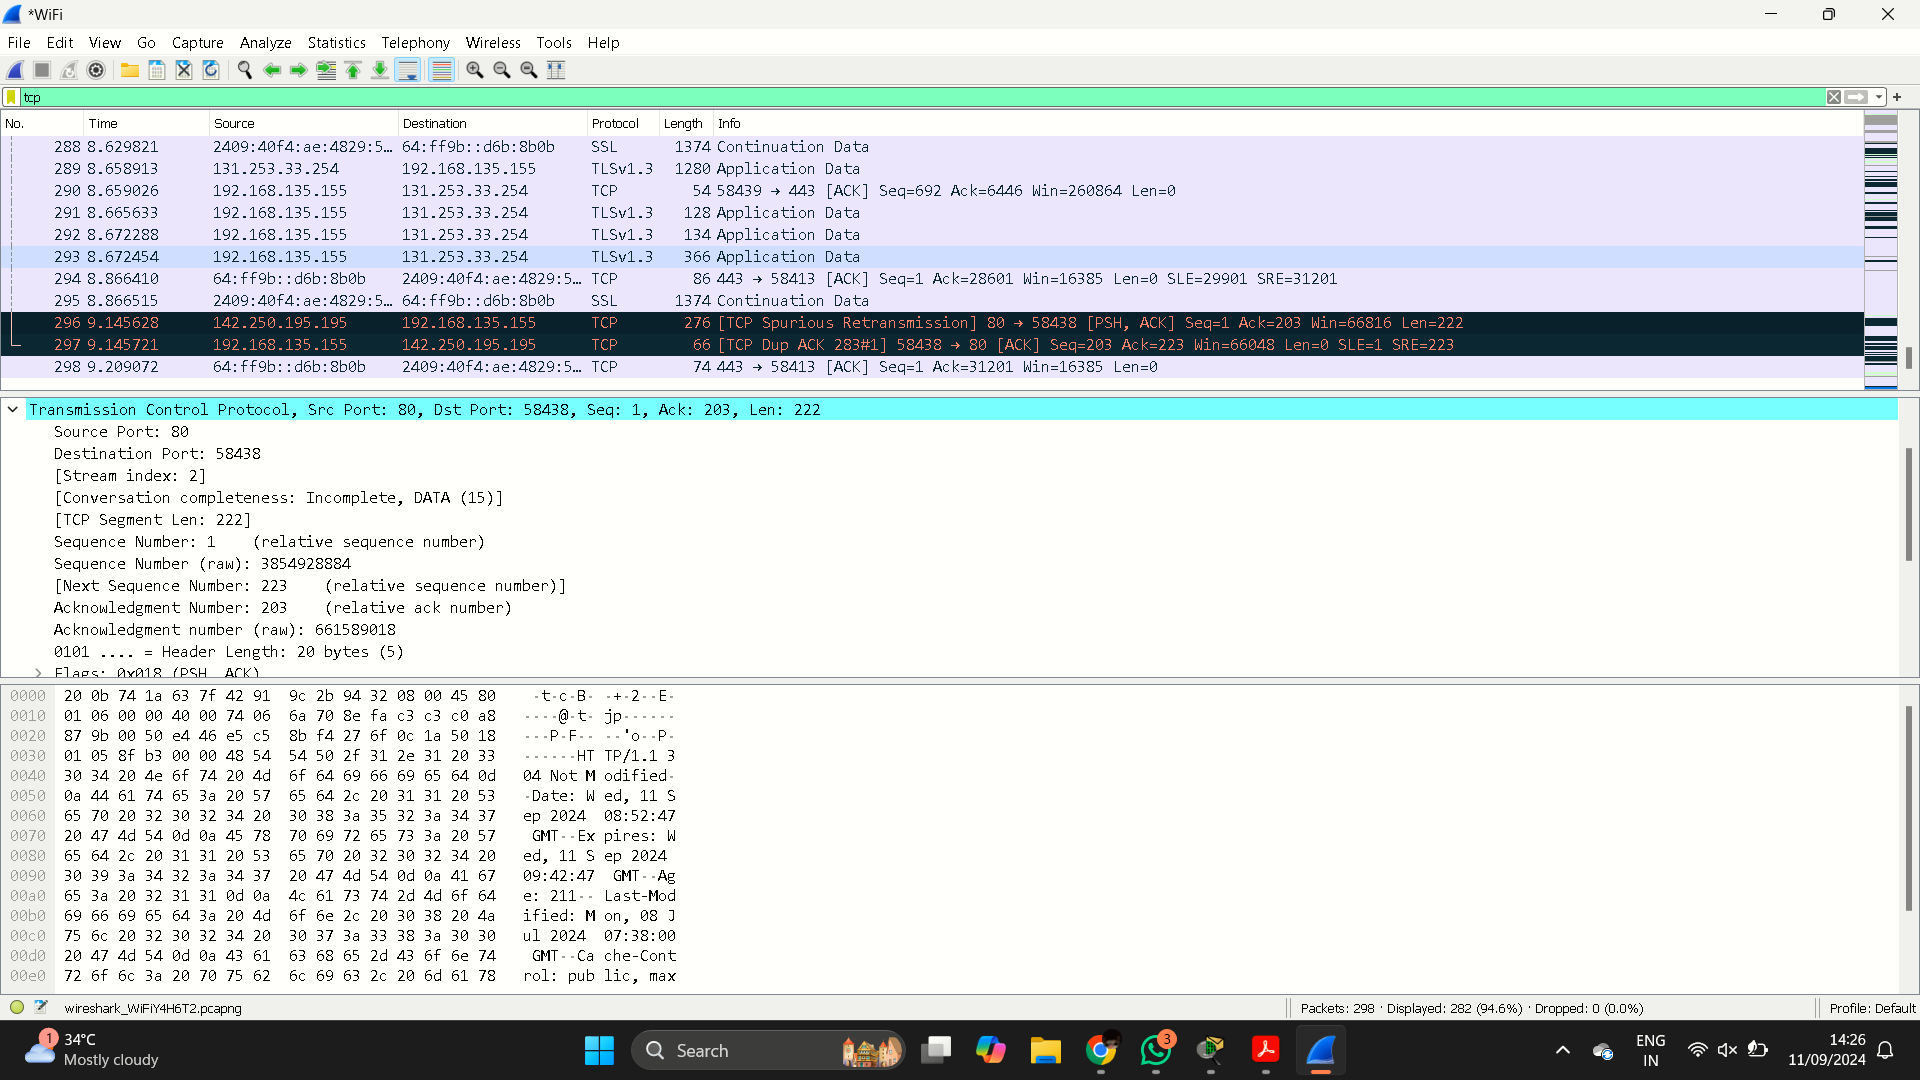 *WiFi
File Edit View Go Capture Analyze Statistics Telephony Wireless Tools Help
tcp
No. Time Source Destination Protocol Length Info
288 8.629821 2409:40f4:ae:4829:5… 64:ff9b::d6b:8b0b SSL 1374 Continuation Data
289 8.658913 131.253.33.254 192.168.135.155 TLSv1.3 1280 Application Data
290 8.659026 192.168.135.155 131.253.33.254 TCP 54 58439 → 443 [ACK] Seq=692 Ack=6446 Win=260864 Len=0
291 8.665633 192.168.135.155 131.253.33.254 TLSv1.3 128 Application Data
292 8.672288 192.168.135.155 131.253.33.254 TLSv1.3 134 Application Data
293 8.672454 192.168.135.155 131.253.33.254 TLSv1.3 366 Application Data
294 8.866410 64:ff9b::d6b:8b0b 2409:40f4:ae:4829:5… TCP 86 443 → 58413 [ACK] Seq=1 Ack=28601 Win=16385 Len=0 SLE=29901 SRE=31201
295 8.866515 2409:40f4:ae:4829:5… 64:ff9b::d6b:8b0b SSL 1374 Continuation Data
296 9.145628 142.250.195.195 192.168.135.155 TCP 276 [TCP Spurious Retransmission] 80 → 58438 [PSH, ACK] Seq=1 Ack=203 Win=66816 Len=222
297 9.145721 192.168.135.155 142.250.195.195 TCP 66 [TCP Dup ACK 283#1] 58438 → 80 [ACK] Seq=203 Ack=223 Win=66048 Len=0 SLE=1 SRE=223
298 9.209072 64:ff9b::d6b:8b0b 2409:40f4:ae:4829:5… TCP 74 443 → 58413 [ACK] Seq=1 Ack=31201 Win=16385 Len=0
Transmission Control Protocol, Src Port: 80, Dst Port: 58438, Seq: 1, Ack: 203, Len: 222
Source Port: 80
Destination Port: 58438
[Stream index: 2]
[Conversation completeness: Incomplete, DATA (15)]
[TCP Segment Len: 222]
Sequence Number: 1 (relative sequence number)
Sequence Number (raw): 3854928884
[Next Sequence Number: 223 (relative sequence number)]
Acknowledgment Number: 203 (relative ack number)
Acknowledgment number (raw): 661589018
0101 .... = Header Length: 20 bytes (5)
Flags: 0x018 (PSH, ACK)
0000 20 0b 74 1a 63 7f 42 91 9c 2b 94 32 08 00 45 80 ·t·c·B· ·+·2··E·
0010 01 06 00 00 40 00 74 06 6a 70 8e fa c3 c3 c0 a8 ····@·t· jp······
0020 87 9b 00 50 e4 46 e5 c5 8b f4 27 6f 0c 1a 50 18 ···P·F·· ··'o··P·
0030 01 05 8f b3 00 00 48 54 54 50 2f 31 2e 31 20 33 ······HT TP/1.1 3
0040 30 34 20 4e 6f 74 20 4d 6f 64 69 66 69 65 64 0d 04 Not M odified·
0050 0a 44 61 74 65 3a 20 57 65 64 2c 20 31 31 20 53 ·Date: W ed, 11 S
0060 65 70 20 32 30 32 34 20 30 38 3a 35 32 3a 34 37 ep 2024 08:52:47
0070 20 47 4d 54 0d 0a 45 78 70 69 72 65 73 3a 20 57 GMT··Ex pires: W
0080 65 64 2c 20 31 31 20 53 65 70 20 32 30 32 34 20 ed, 11 S ep 2024
0090 30 39 3a 34 32 3a 34 37 20 47 4d 54 0d 0a 41 67 09:42:47 GMT··Ag
00a0 65 3a 20 32 31 31 0d 0a 4c 61 73 74 2d 4d 6f 64 e: 211·· Last-Mod
00b0 69 66 69 65 64 3a 20 4d 6f 6e 2c 20 30 38 20 4a ified: M on, 08 J
00c0 75 6c 20 32 30 32 34 20 30 37 3a 33 38 3a 30 30 ul 2024 07:38:00
00d0 20 47 4d 54 0d 0a 43 61 63 68 65 2d 43 6f 6e 74 GMT··Ca che-Cont
00e0 72 6f 6c 3a 20 70 75 62 6c 69 63 2c 20 6d 61 78 rol: pub lic, max
wireshark_WiFiY4H6T2.pcapng Packets: 298 · Displayed: 282 (94.6%) · Dropped: 0 (0.0%) Profile: Default
1 34°C
Mostly cloudy
Search
3
ENG
IN
14:26
11/09/2024